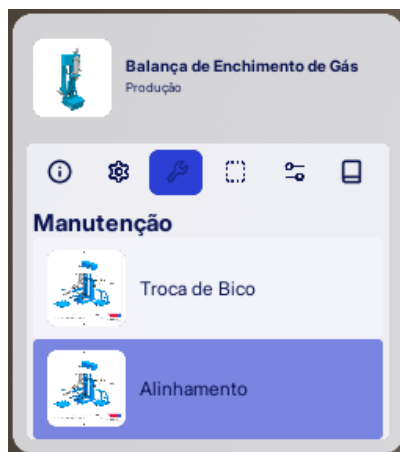 Balança de Enchimento de Gás
Produção
Manutenção
Troca de Bico
Alinhamento